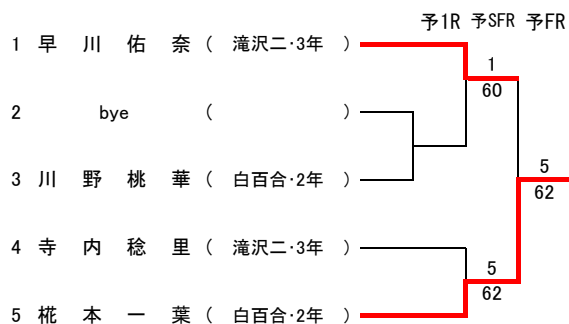 予1R 予SFR 予FR
1 早川佑奈 ( 滝沢二・3年 )
1
60
2 bye ( )
3 川野桃華 ( 白百合・2年 )
5
62
4 寺内稔里 ( 滝沢二・3年 )
5
62
5 椛本一葉 ( 白百合・2年 )